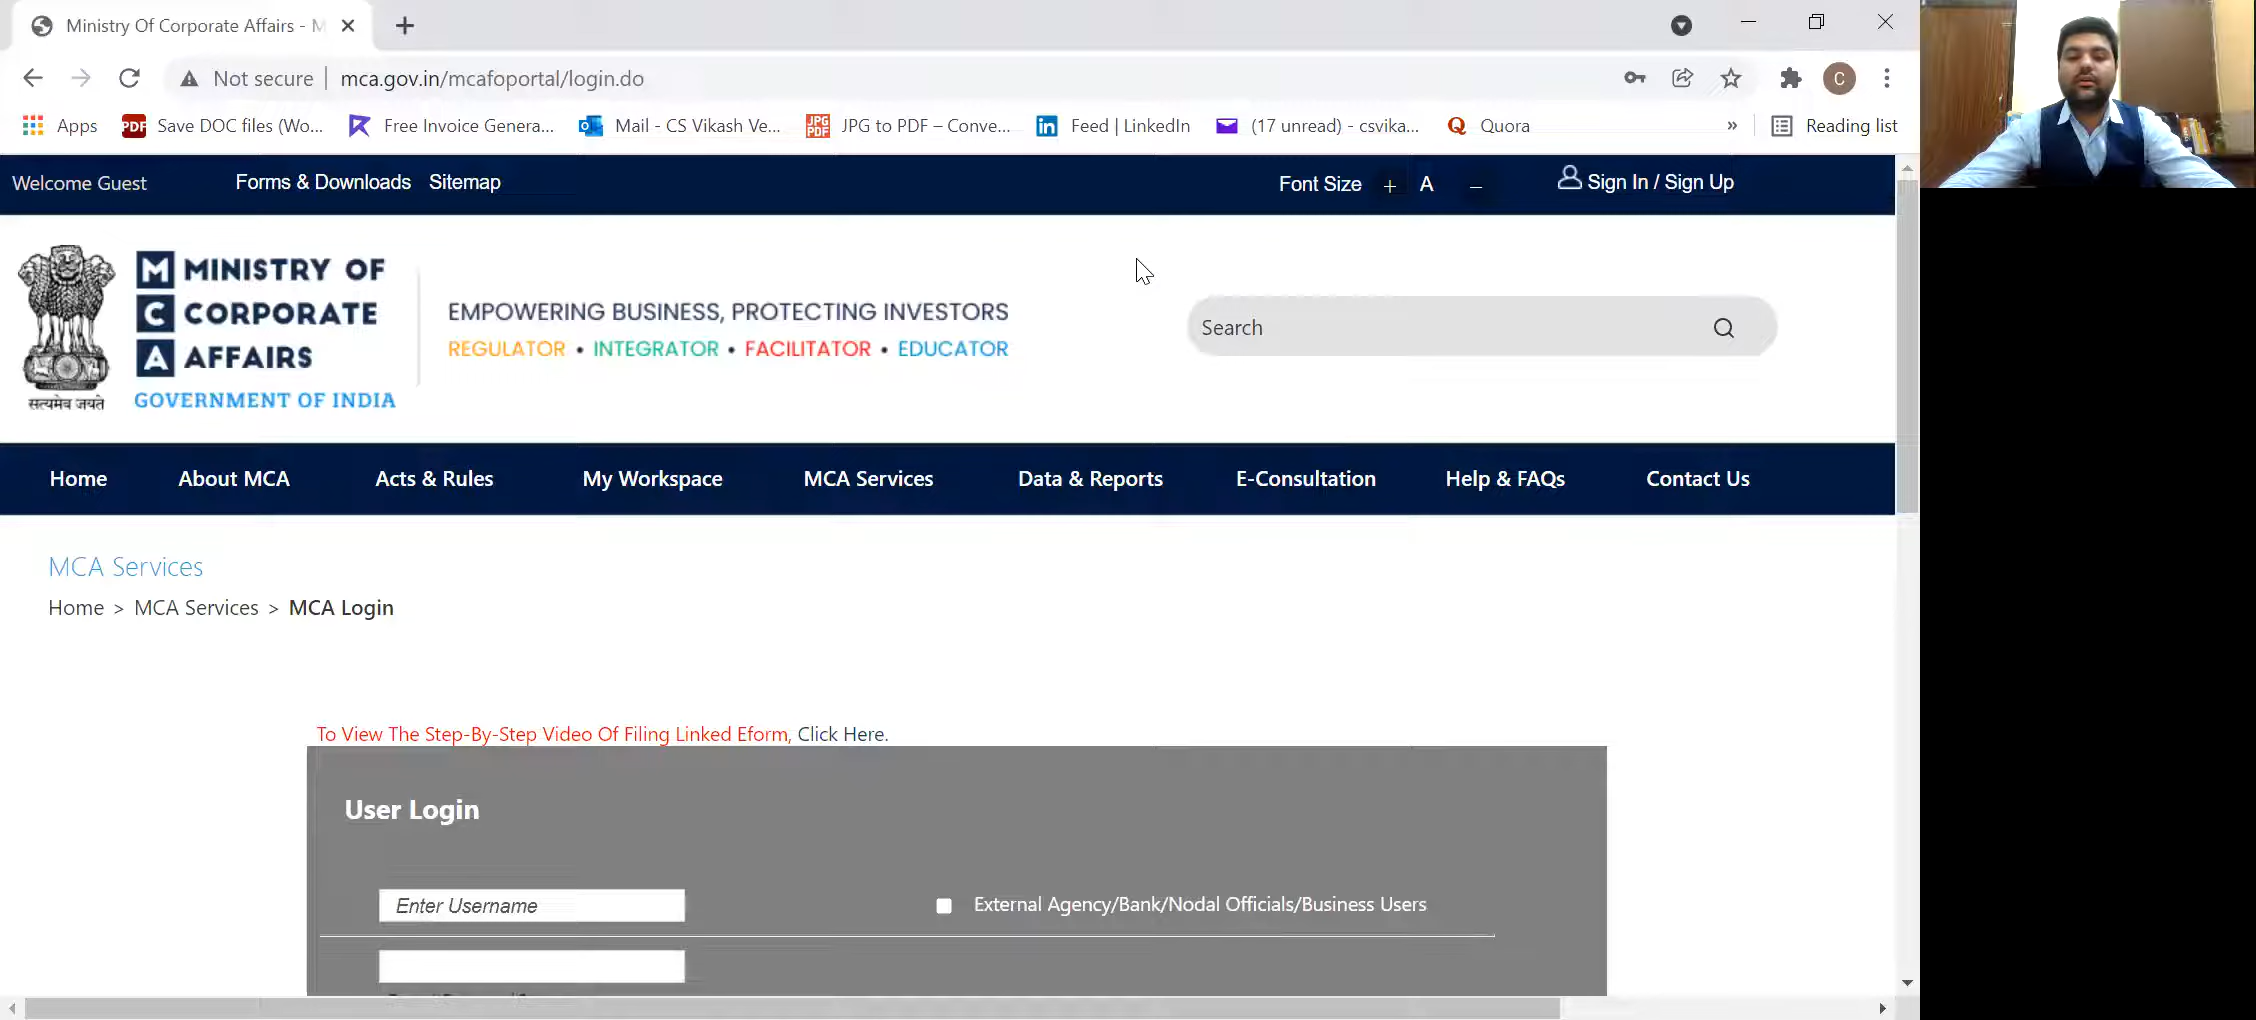 Ministry Of Corporate Affairs - M
Not secure
mca.gov.in/mcafoportal/login.do
C
Apps
PDF
Save DOC files (Wo...
Free Invoice Genera...
Mail - CS Vikash Ve...
JPG PDF
JPG to PDF – Conve...
in
Feed | LinkedIn
(17 unread) - csvika...
Q
Quora
»
Reading list
Welcome Guest
Forms & Downloads
Sitemap
Font Size + A –
Sign In / Sign Up
सत्यमेव जयते
MINISTRY OF
CORPORATE
AFFAIRS
GOVERNMENT OF INDIA
EMPOWERING BUSINESS, PROTECTING INVESTORS
REGULATOR • INTEGRATOR • FACILITATOR • EDUCATOR
Search
Home
About MCA
Acts & Rules
My Workspace
MCA Services
Data & Reports
E-Consultation
Help & FAQs
Contact Us
MCA Services
Home > MCA Services > MCA Login
To View The Step-By-Step Video Of Filing Linked Eform, Click Here.
User Login
Enter Username
External Agency/Bank/Nodal Officials/Business Users